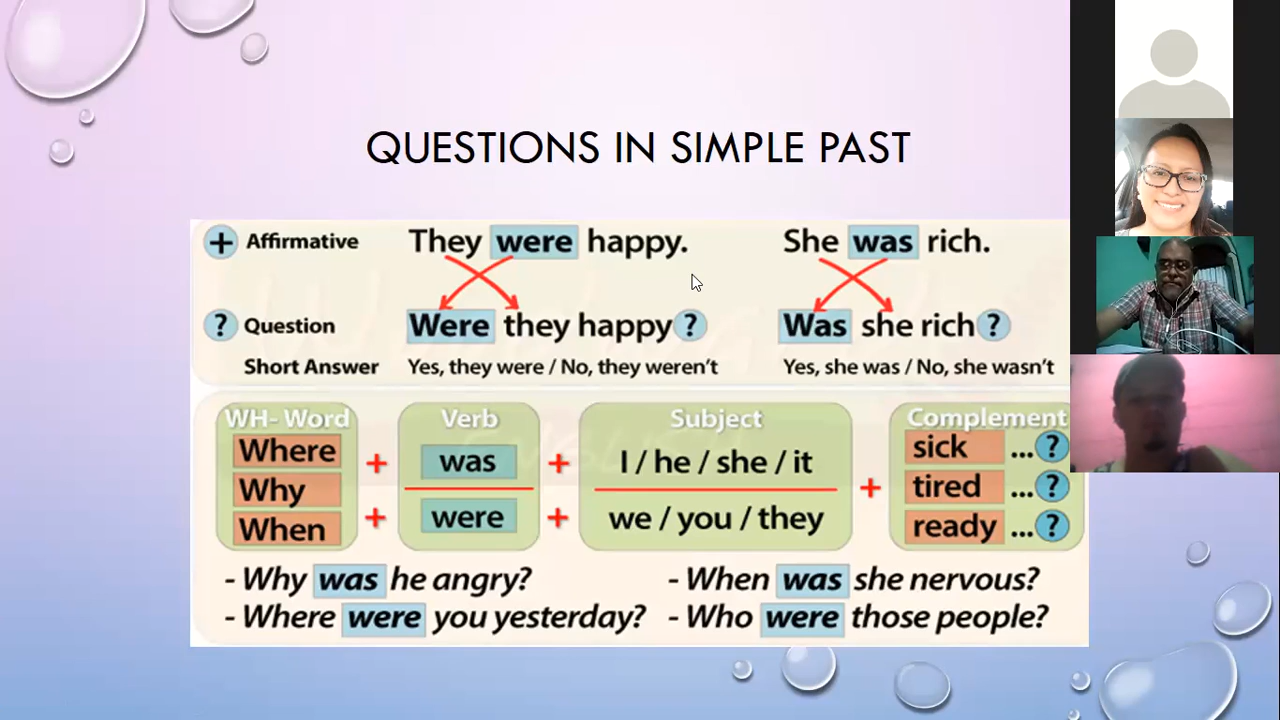 QUESTIONS IN SIMPLE PAST
+ Affirmative They were happy. She was rich.
? Question Were they happy? Was she rich?
Short Answer Yes, they were / No, they weren't Yes, she was / No, she wasn't
WH- Word Verb Subject Complement
Where + was + I / he / she / it sick ...?
Why + tired ...?
When + were + we / you / they ready ...?
- Why was he angry? - When was she nervous?
- Where were you yesterday? - Who were those people?